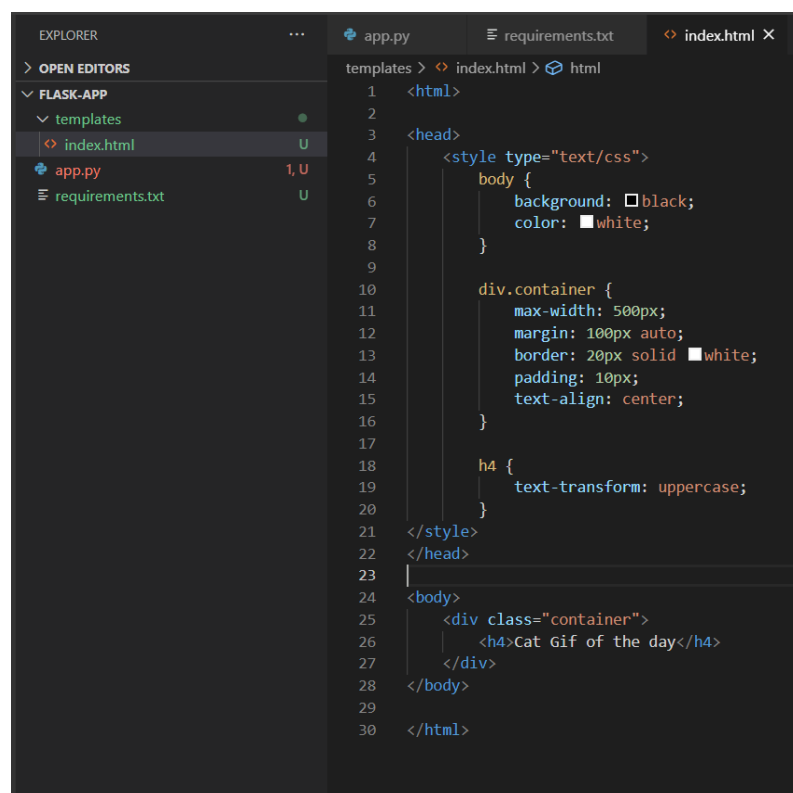 EXPLORER ...
OPEN EDITORS
FLASK-APP
templates
index.html U
app.py 1, U
requirements.txt U
app.py requirements.txt index.html
templates > index.html > html
1 <html>
2
3 <head>
4 <style type="text/css">
5 body {
6 background: black;
7 color: white;
8 }
9
10 div.container {
11 max-width: 500px;
12 margin: 100px auto;
13 border: 20px solid white;
14 padding: 10px;
15 text-align: center;
16 }
17
18 h4 {
19 text-transform: uppercase;
20 }
21 </style>
22 </head>
23
24 <body>
25 <div class="container">
26 <h4>Cat Gif of the day</h4>
27 </div>
28 </body>
29
30 </html>